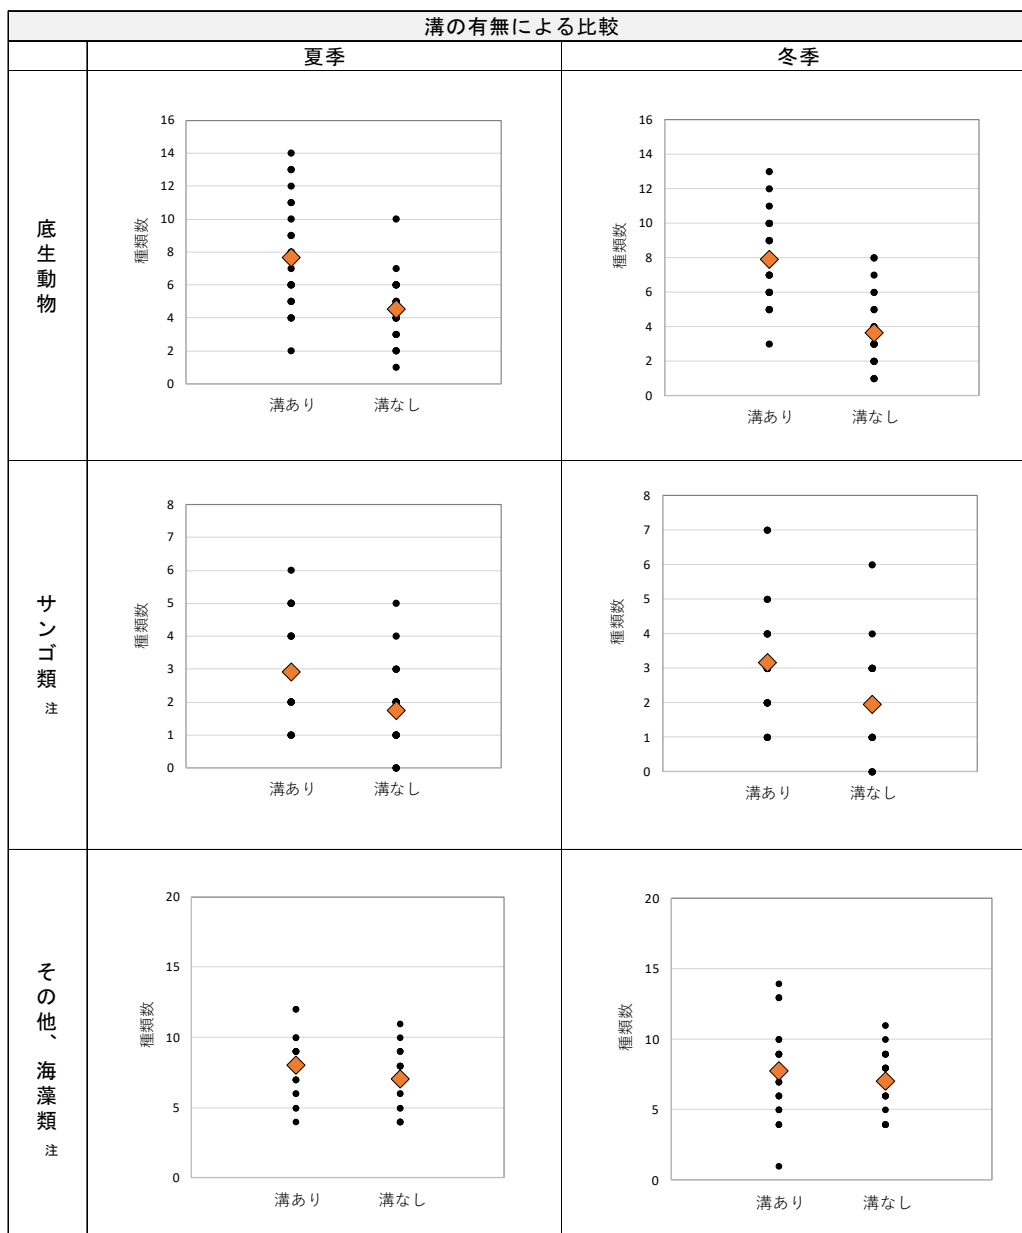 溝の有無による比較
夏季
冬季
底生動物
種類数
16
14
12
10
8
6
4
2
0
溝あり
溝なし
種類数
16
14
12
10
8
6
4
2
0
溝あり
溝なし
サンゴ類
注
種類数
8
7
6
5
4
3
2
1
0
溝あり
溝なし
種類数
8
7
6
5
4
3
2
1
0
溝あり
溝なし
その他、海藻類
注
種類数
20
15
10
5
0
溝あり
溝なし
種類数
20
15
10
5
0
溝あり
溝なし